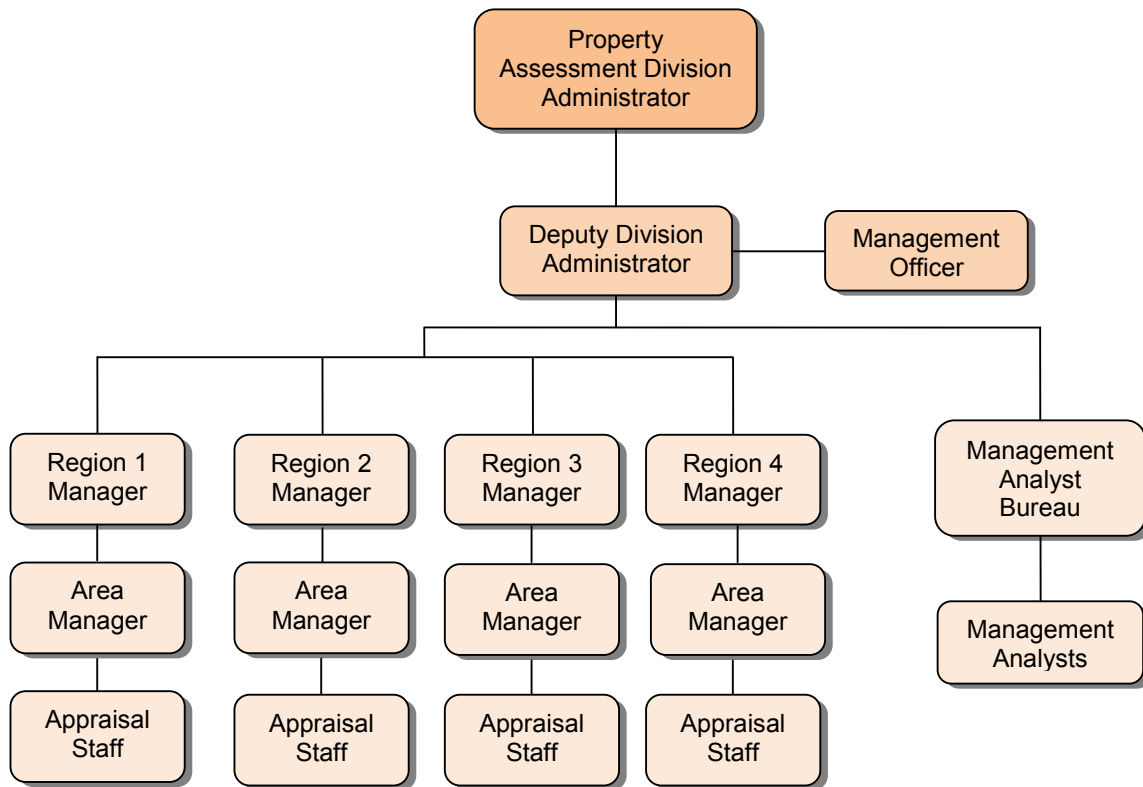 Property
Assessment Division
Administrator
Deputy Division
Administrator
Management
Officer
Region 1
Manager
Region 2
Manager
Region 3
Manager
Region 4
Manager
Management
Analyst
Bureau
Area
Manager
Area
Manager
Area
Manager
Area
Manager
Management
Analysts
Appraisal
Staff
Appraisal
Staff
Appraisal
Staff
Appraisal
Staff